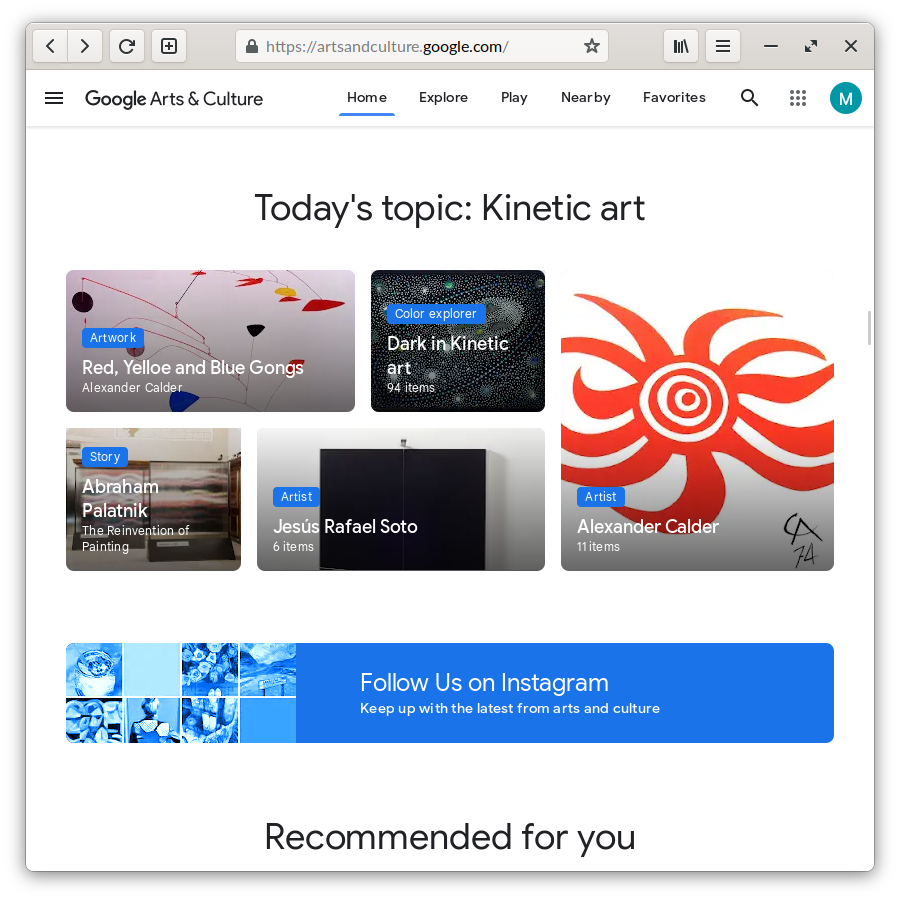 https://artsandculture.google.com/
Google Arts & Culture
Home
Explore
Play
Nearby
Favorites
M
Today's topic: Kinetic art
Artwork
Red, Yelloe and Blue Gongs
Alexander Calder
Color explorer
Dark in Kinetic
art
94 items
Story
Abraham
Palatnik
The Reinvention of
Painting
Artist
Jesús Rafael Soto
6 items
Artist
Alexander Calder
11 items
CA
74
Follow Us on Instagram
Keep up with the latest from arts and culture
Recommended for you